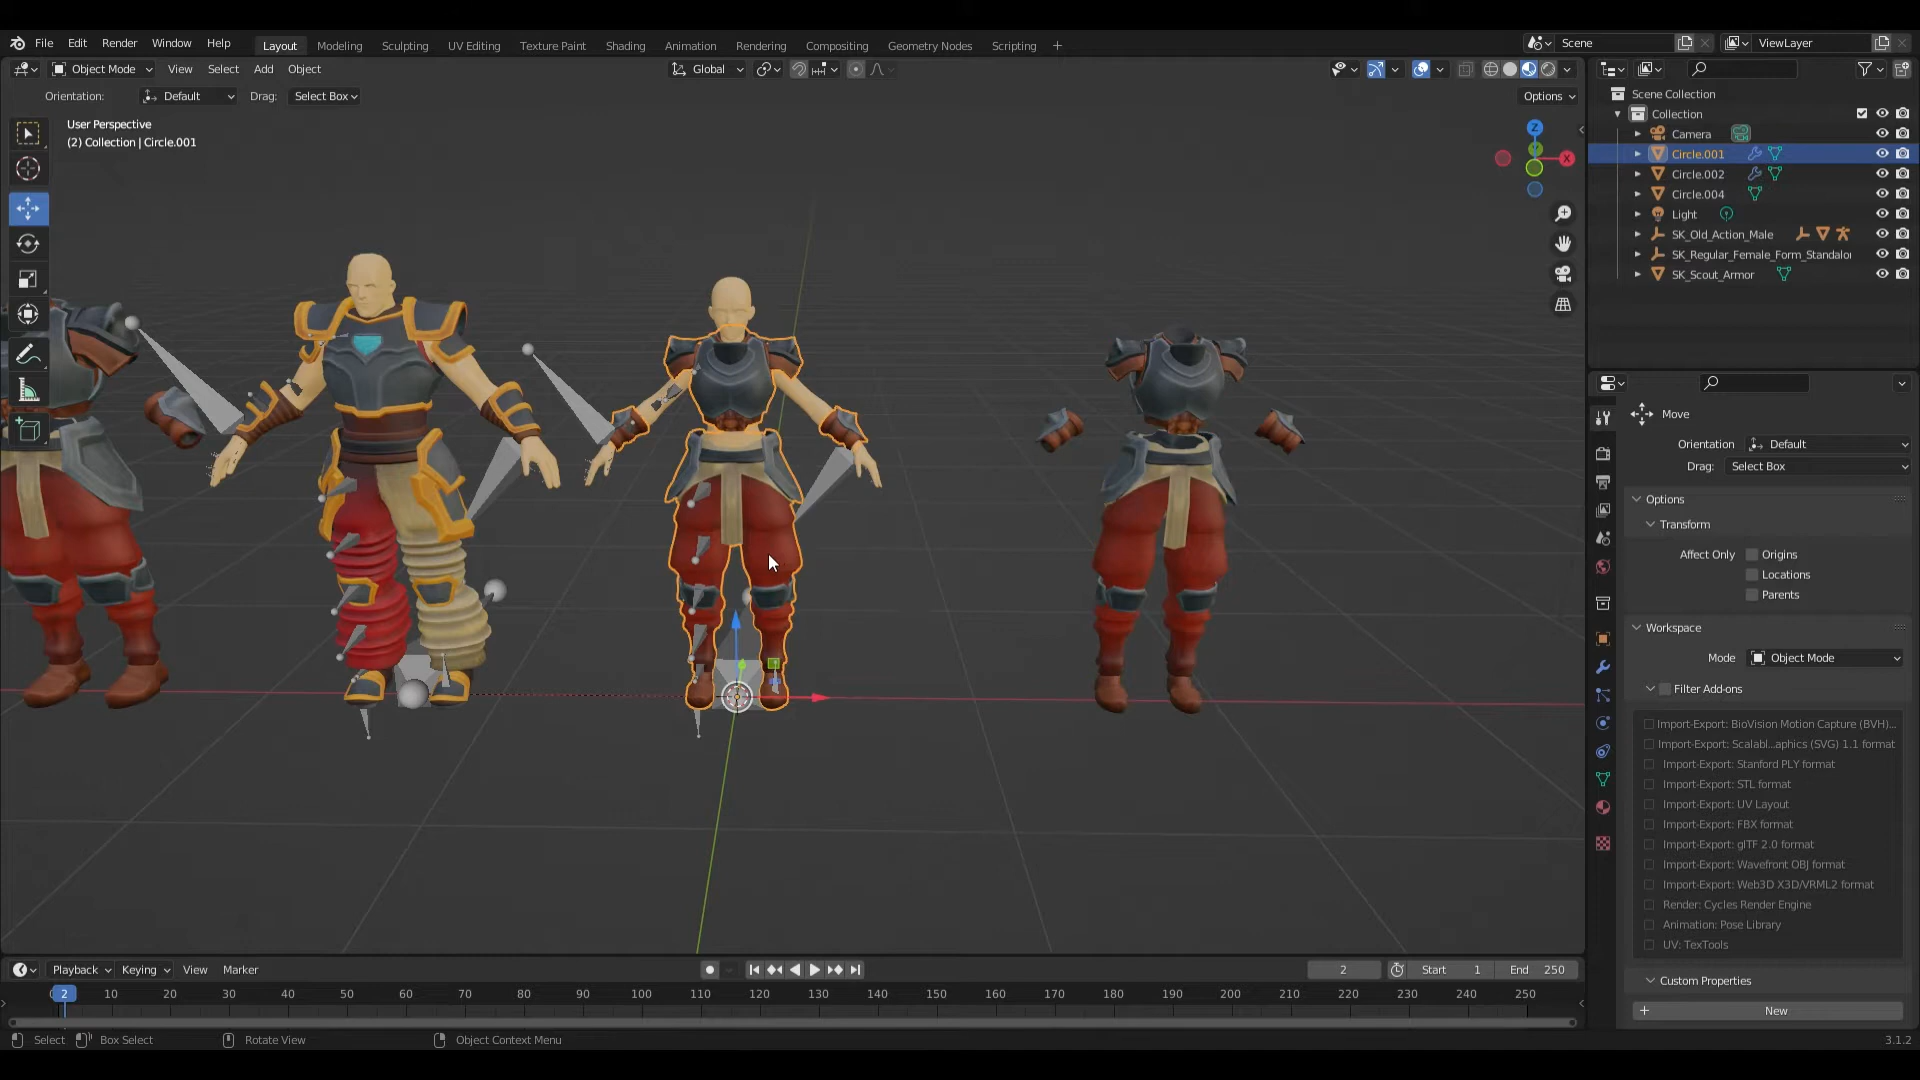 File Edit Render Window Help Layout Modeling Sculpting UV Editing Texture Paint Shading Animation Rendering Compositing Geometry Nodes Scripting + Scene ViewLayer
Object Mode View Select Add Object Global
Orientation: Default Drag: Select Box Options
User Perspective
(2) Collection | Circle.001
Z
X
Scene Collection
Collection
Camera
Circle.001
Circle.002
Circle.004
Light
SK_Old_Action_Male
SK_Regular_Female_Form_Standalo
SK_Scout_Armor
Move
Orientation Default
Drag: Select Box
Options
Transform
Affect Only Origins
Locations
Parents
Workspace
Mode Object Mode
Filter Add-ons
Import-Export: BioVision Motion Capture (BVH)...
Import-Export: Scalabl...aphics (SVG) 1.1 format
Import-Export: Stanford PLY format
Import-Export: STL format
Import-Export: UV Layout
Import-Export: FBX format
Import-Export: glTF 2.0 format
Import-Export: Wavefront OBJ format
Import-Export: Web3D X3D/VRML2 format
Render: Cycles Render Engine
Animation: Pose Library
UV: TexTools
Custom Properties
+ New
Playback Keying View Marker 2 Start 1 End 250
2 10 20 30 40 50 60 70 80 90 100 110 120 130 140 150 160 170 180 190 200 210 220 230 240 250
Select Box Select Rotate View Object Context Menu 3.1.2